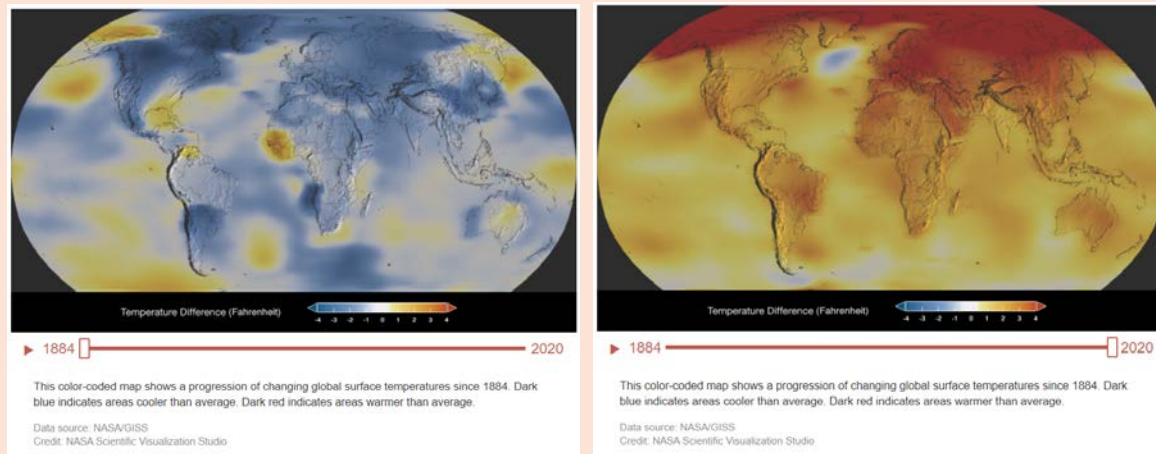 Temperature Difference (Fahrenheit)
-4 -3 -2 -1 0 1 2 3 4
1884 2020
This color-coded map shows a progression of changing global surface temperatures since 1884. Dark
blue indicates areas cooler than average. Dark red indicates areas warmer than average.
Data source: NASA/GISS
Credit: NASA Scientific Visualization Studio
Temperature Difference (Fahrenheit)
-4 -3 -2 -1 0 1 2 3 4
1884 2020
This color-coded map shows a progression of changing global surface temperatures since 1884. Dark
blue indicates areas cooler than average. Dark red indicates areas warmer than average.
Data source: NASA/GISS
Credit: NASA Scientific Visualization Studio